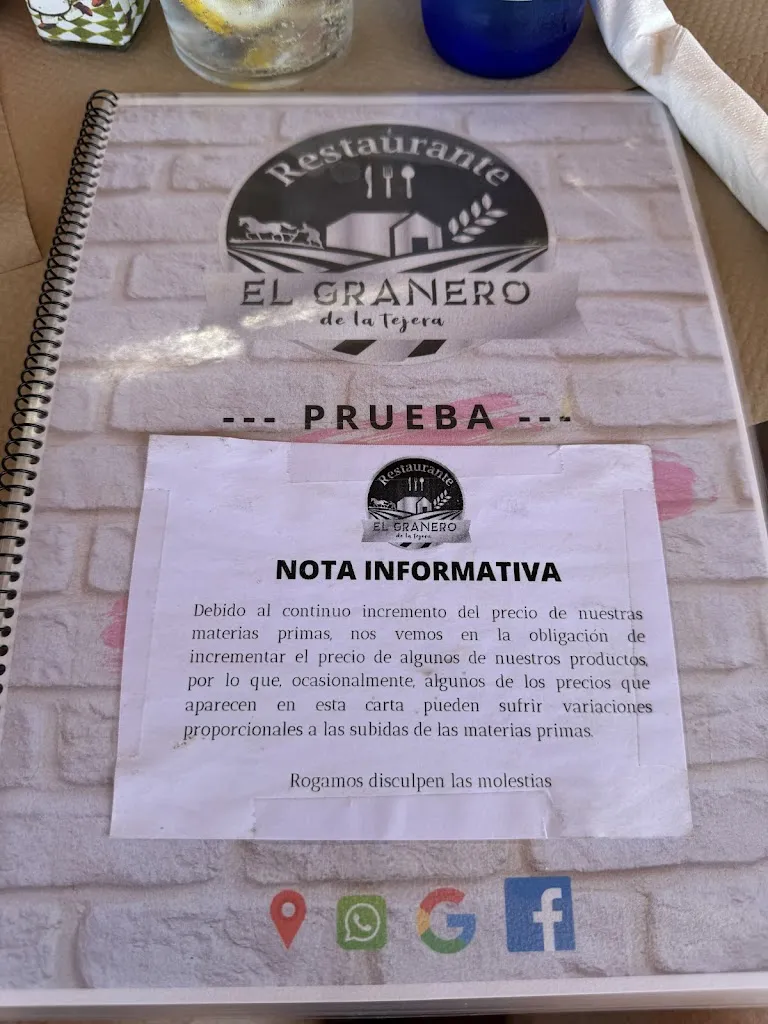 Restaurante
EL GRANERO
de la Tejera
--- PRUEBA ---
Restaurante
EL GRANERO
de la Tejera
NOTA INFORMATIVA
Debido al continuo incremento del precio de nuestras
materias primas, nos vemos en la obligación de
incrementar el precio de algunos de nuestros productos,
por lo que, ocasionalmente, algunos de los precios que
aparecen en esta carta pueden sufrir variaciones
proporcionales a las subidas de las materias primas.
Rogamos disculpen las molestias